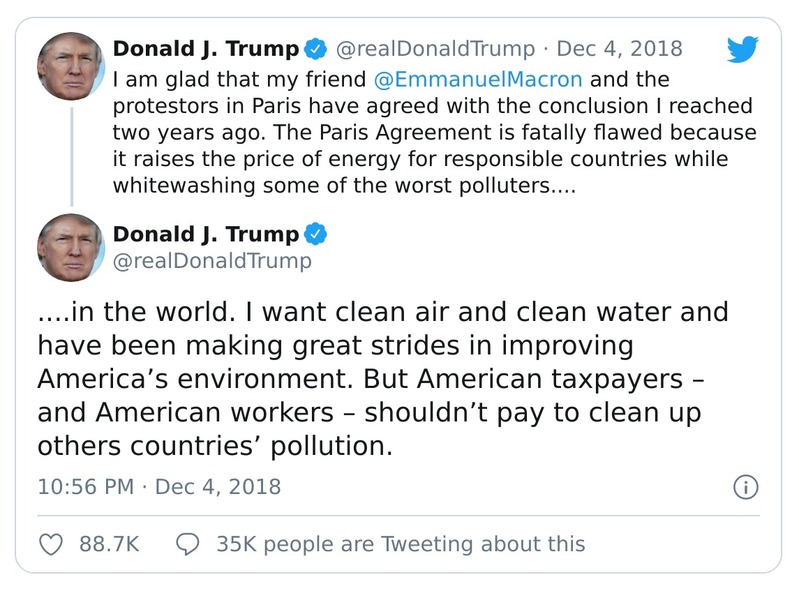 Donald J. Trump @realDonaldTrump · Dec 4, 2018
I am glad that my friend @EmmanuelMacron and the
protestors in Paris have agreed with the conclusion I reached
two years ago. The Paris Agreement is fatally flawed because
it raises the price of energy for responsible countries while
whitewashing some of the worst polluters....
Donald J. Trump
@realDonaldTrump
....in the world. I want clean air and clean water and
have been making great strides in improving
America’s environment. But American taxpayers –
and American workers – shouldn’t pay to clean up
others countries’ pollution.
10:56 PM · Dec 4, 2018
88.7K 35K people are Tweeting about this